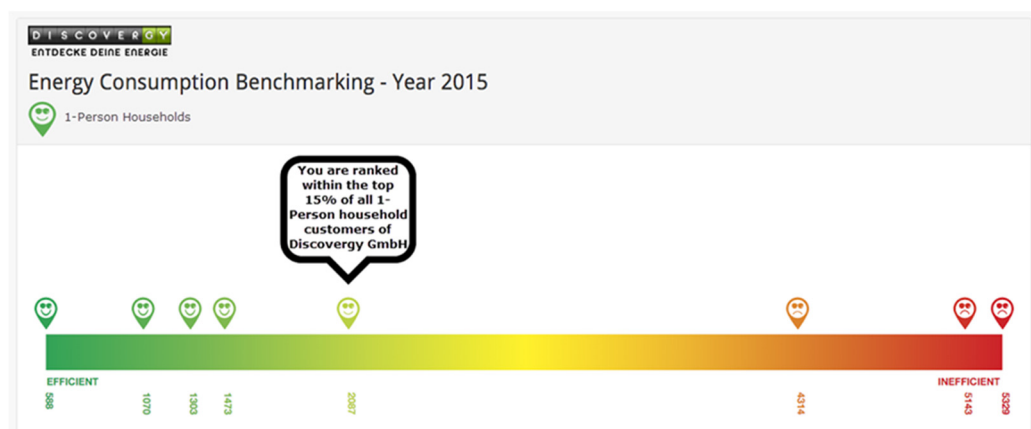 DISCOVERGY
ENTDECKE DEINE ENERGIE
Energy Consumption Benchmarking - Year 2015
1-Person Households
You are ranked
within the top
15% of all 1-
Person household
customers of
Discovergy GmbH
EFFICIENT
INEFFICIENT
588
1070
1303
1473
2087
4314
5143
5329